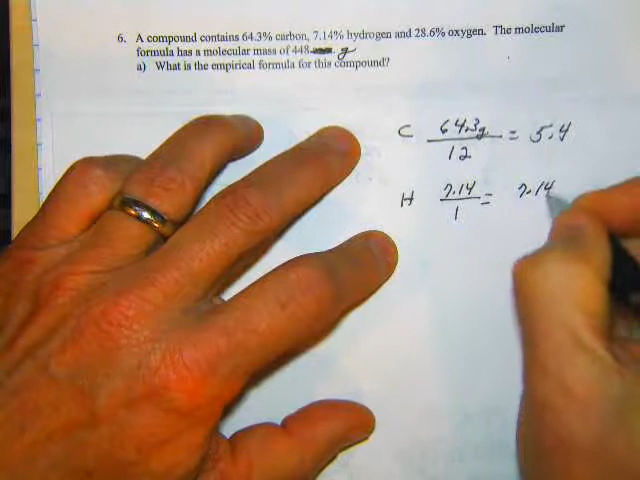 6. A compound contains 64.3% carbon, 7.14% hydrogen and 28.6% oxygen. The molecular
formula has a molecular mass of 448 g
a) What is the empirical formula for this compound?
C 64.3g = 5.4
12
H 7.14 = 7.14
1